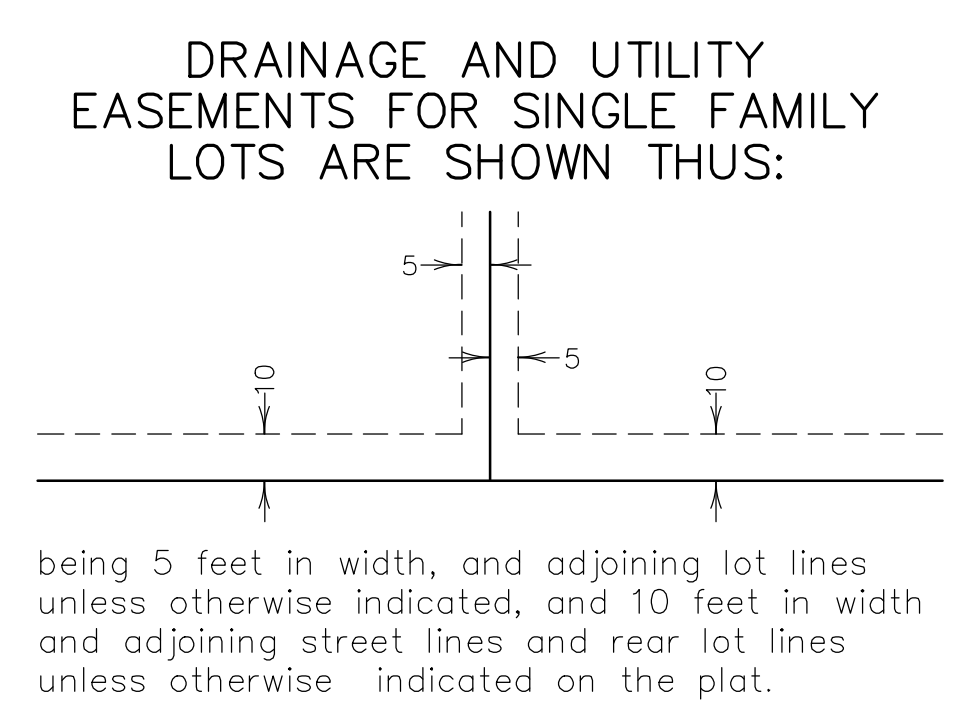 DRAINAGE AND UTILITY
EASEMENTS FOR SINGLE FAMILY
LOTS ARE SHOWN THUS:
5
5
10
10
being 5 feet in width, and adjoining lot lines
unless otherwise indicated, and 10 feet in width
and adjoining street lines and rear lot lines
unless otherwise indicated on the plat.